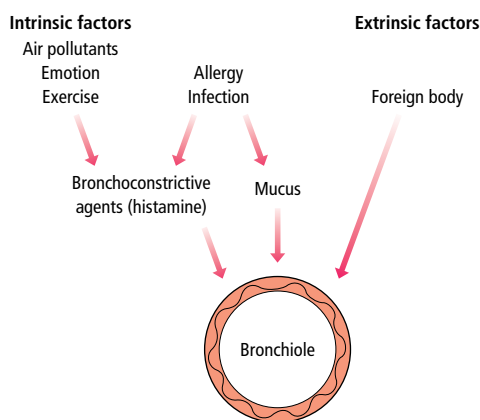 Intrinsic factors
Air pollutants
Emotion
Exercise
Allergy
Infection
Extrinsic factors
Foreign body
Bronchoconstrictive
agents (histamine)
Mucus
Bronchiole